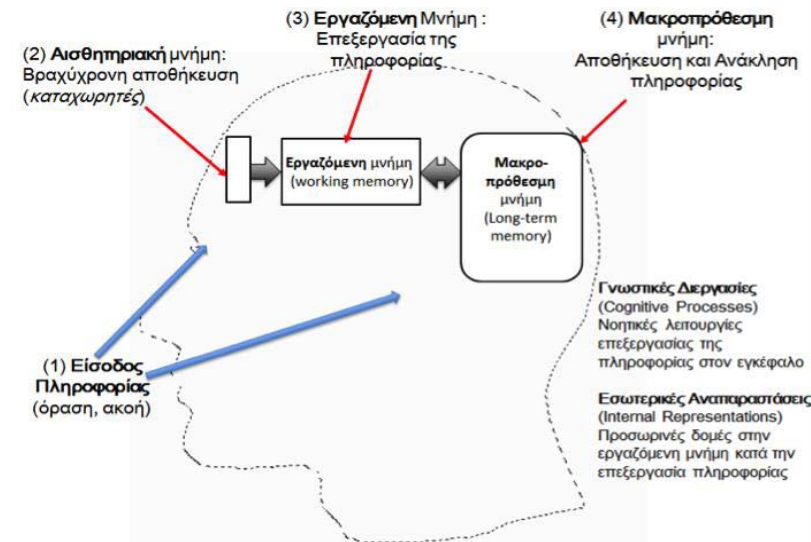 (2) Αισθητηριακή μνήμη:
Βραχύχρονη αποθήκευση
(καταχωρητές)
(3) Εργαζόμενη Μνήμη :
Επεξεργασία της
πληροφορίας
(4) Μακροπρόθεσμη
μνήμη:
Αποθήκευση και Ανάκληση
πληροφορίας
Εργαζόμενη μνήμη
(working memory)
Μακρο-
πρόθεσμη
μνήμη
(Long-term
memory)
(1) Είσοδος
Πληροφορίας
(όραση, ακοή)
Γνωστικές Διεργασίες
(Cognitive Processes)
Νοητικές λειτουργίες
επεξεργασίας της
πληροφορίας στον εγκέφαλο
Εσωτερικές Αναπαραστάσεις
(Internal Representations)
Προσωρινές δομές στην
εργαζόμενη μνήμη κατά την
επεξεργασία πληροφορίας